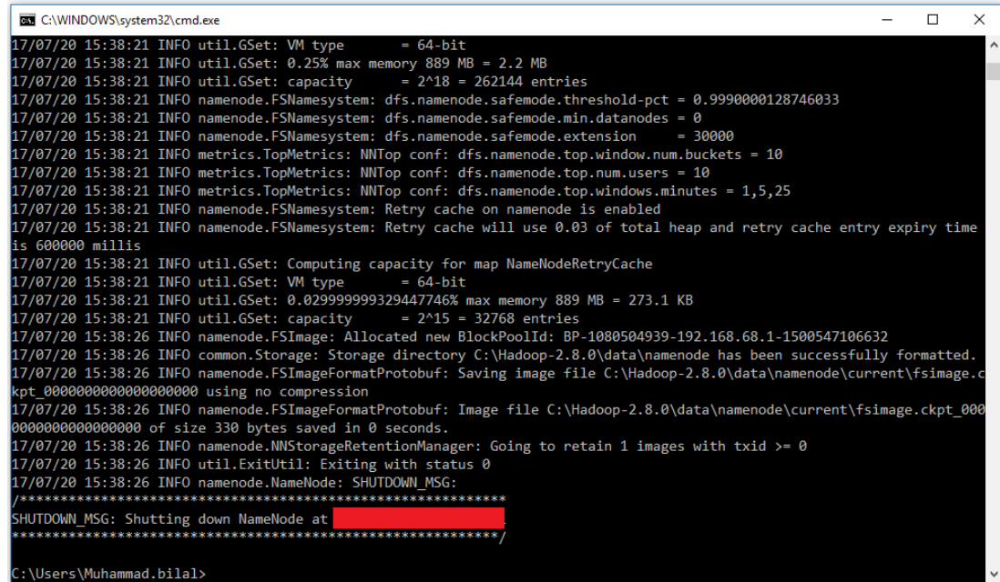 C:\WINDOWS\system32\cmd.exe
17/07/20 15:38:21 INFO util.GSet: VM type       = 64-bit
17/07/20 15:38:21 INFO util.GSet: 0.25% max memory 889 MB = 2.2 MB
17/07/20 15:38:21 INFO util.GSet: capacity      = 2^18 = 262144 entries
17/07/20 15:38:21 INFO namenode.FSNamesystem: dfs.namenode.safemode.threshold-pct = 0.9990000128746033
17/07/20 15:38:21 INFO namenode.FSNamesystem: dfs.namenode.safemode.min.datanodes = 0
17/07/20 15:38:21 INFO namenode.FSNamesystem: dfs.namenode.safemode.extension     = 30000
17/07/20 15:38:21 INFO metrics.TopMetrics: NNTop conf: dfs.namenode.top.window.num.buckets = 10
17/07/20 15:38:21 INFO metrics.TopMetrics: NNTop conf: dfs.namenode.top.num.users = 10
17/07/20 15:38:21 INFO metrics.TopMetrics: NNTop conf: dfs.namenode.top.windows.minutes = 1,5,25
17/07/20 15:38:21 INFO namenode.FSNamesystem: Retry cache on namenode is enabled
17/07/20 15:38:21 INFO namenode.FSNamesystem: Retry cache will use 0.03 of total heap and retry cache entry expiry time
is 600000 millis
17/07/20 15:38:21 INFO util.GSet: Computing capacity for map NameNodeRetryCache
17/07/20 15:38:21 INFO util.GSet: VM type       = 64-bit
17/07/20 15:38:21 INFO util.GSet: 0.029999999329447746% max memory 889 MB = 273.1 KB
17/07/20 15:38:21 INFO util.GSet: capacity      = 2^15 = 32768 entries
17/07/20 15:38:26 INFO namenode.FSImage: Allocated new BlockPoolId: BP-1080504939-192.168.68.1-1500547106632
17/07/20 15:38:26 INFO common.Storage: Storage directory C:\Hadoop-2.8.0\data\namenode has been successfully formatted.
17/07/20 15:38:26 INFO namenode.FSImageFormatProtobuf: Saving image file C:\Hadoop-2.8.0\data\namenode\current\fsimage.c
kpt_0000000000000000000 using no compression
17/07/20 15:38:26 INFO namenode.FSImageFormatProtobuf: Image file C:\Hadoop-2.8.0\data\namenode\current\fsimage.ckpt_000
0000000000000000 of size 330 bytes saved in 0 seconds.
17/07/20 15:38:26 INFO namenode.NNStorageRetentionManager: Going to retain 1 images with txid >= 0
17/07/20 15:38:26 INFO util.ExitUtil: Exiting with status 0
17/07/20 15:38:26 INFO namenode.NameNode: SHUTDOWN_MSG:
/************************************************************
SHUTDOWN_MSG: Shutting down NameNode at
************************************************************/
C:\Users\Muhammad.bilal>